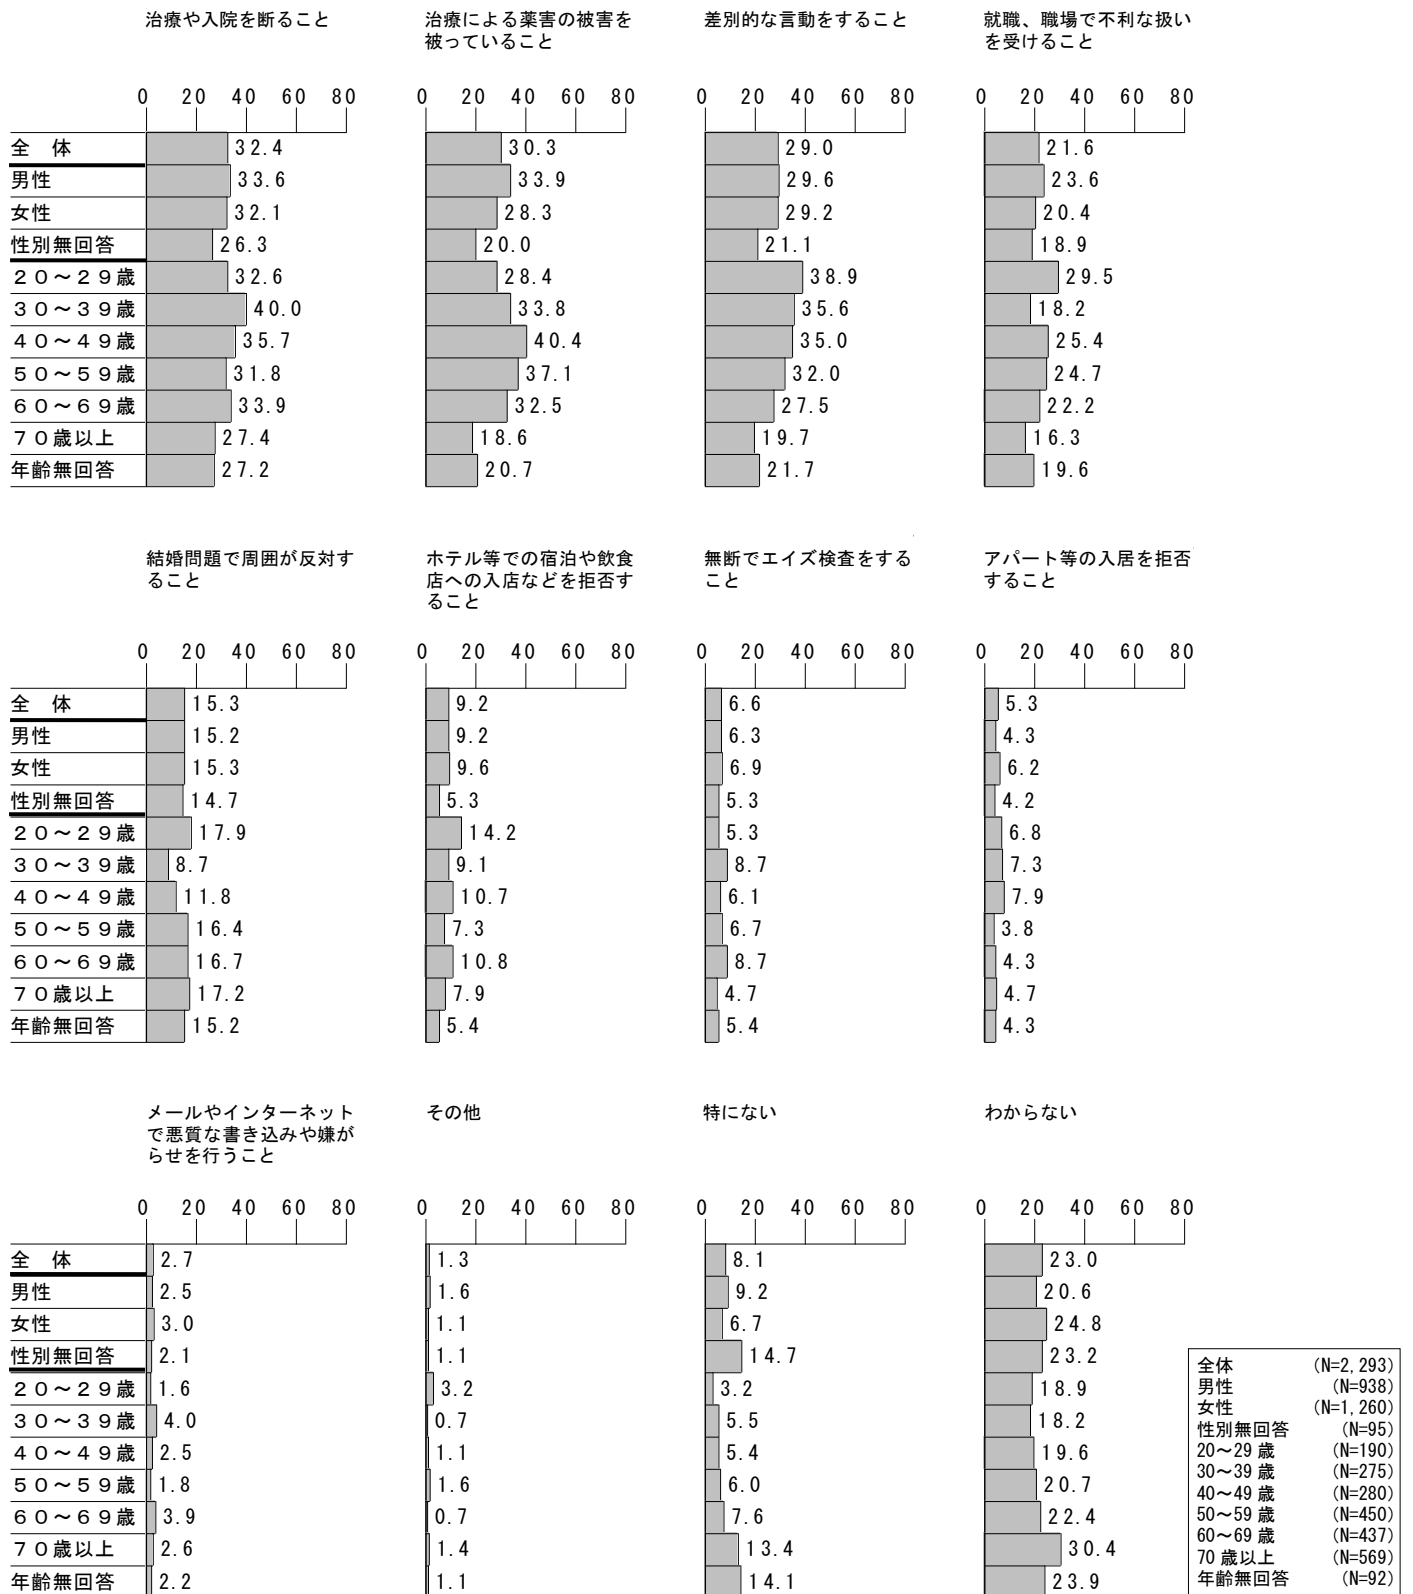 治療や入院を断ること
治療による薬害の被害を
被っていること
差別的な言動をすること
就職、職場で不利な扱い
を受けること
0 20 40 60 80 0 20 40 60 80 0 20 40 60 80 0 20 40 60 80
全 体 32.4 30.3 29.0 21.6
男性 33.6 33.9 29.6 23.6
女性 32.1 28.3 29.2 20.4
性別無回答 26.3 20.0 21.1 18.9
20~29歳 32.6 28.4 38.9 29.5
30~39歳 40.0 33.8 35.6 18.2
40~49歳 35.7 40.4 35.0 25.4
50~59歳 31.8 37.1 32.0 24.7
60~69歳 33.9 32.5 27.5 22.2
70歳以上 27.4 18.6 19.7 16.3
年齢無回答 27.2 20.7 21.7 19.6
結婚問題で周囲が反対す
ること
ホテル等での宿泊や飲食
店への入店などを拒否す
ること
無断でエイズ検査をする
こと
アパート等の入居を拒否
すること
0 20 40 60 80 0 20 40 60 80 0 20 40 60 80 0 20 40 60 80
全 体 15.3 9.2 6.6 5.3
男性 15.2 9.2 6.3 4.3
女性 15.3 9.6 6.9 6.2
性別無回答 14.7 5.3 5.3 4.2
20~29歳 17.9 14.2 5.3 6.8
30~39歳 8.7 9.1 8.7 7.3
40~49歳 11.8 10.7 6.1 7.9
50~59歳 16.4 7.3 6.7 3.8
60~69歳 16.7 10.8 8.7 4.3
70歳以上 17.2 7.9 4.7 4.7
年齢無回答 15.2 5.4 5.4 4.3
メールやインターネット
で悪質な書き込みや嫌が
らせを行うこと
その他
特にない
わからない
0 20 40 60 80 0 20 40 60 80 0 20 40 60 80 0 20 40 60 80
全 体 2.7 1.3 8.1 23.0
男性 2.5 1.6 9.2 20.6
女性 3.0 1.1 6.7 24.8
性別無回答 2.1 1.1 14.7 23.2
20~29歳 1.6 3.2 3.2 18.9
30~39歳 4.0 0.7 5.5 18.2
40~49歳 2.5 1.1 5.4 19.6
50~59歳 1.8 1.6 6.0 20.7
60~69歳 3.9 0.7 7.6 22.4
70歳以上 2.6 1.4 13.4 30.4
年齢無回答 2.2 1.1 14.1 23.9
全体 (N=2,293)
男性 (N=938)
女性 (N=1,260)
性別無回答 (N=95)
20~29歳 (N=190)
30~39歳 (N=275)
40~49歳 (N=280)
50~59歳 (N=450)
60~69歳 (N=437)
70歳以上 (N=569)
年齢無回答 (N=92)